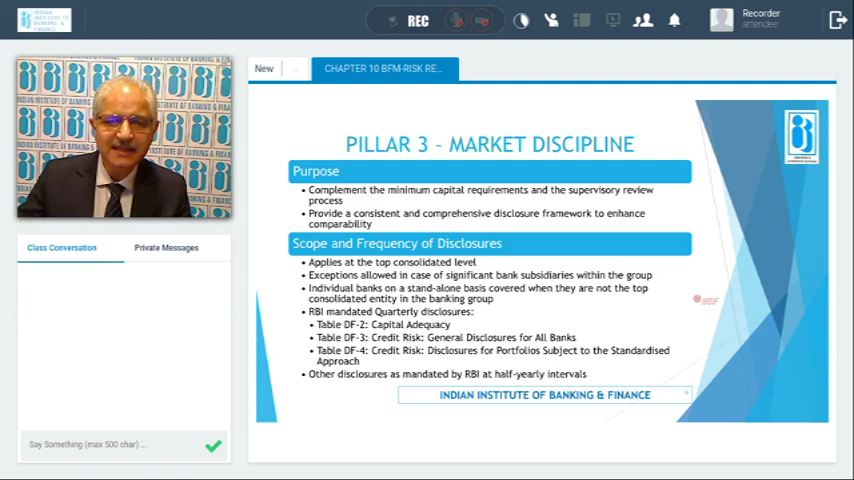 INDIAN
INSTITUTE OF
BANKING &
FINANCE
REC
Recorder
attendee
New
CHAPTER 10 BFM-RISK RE...
PILLAR 3 – MARKET DISCIPLINE
Purpose
• Complement the minimum capital requirements and the supervisory review
process
• Provide a consistent and comprehensive disclosure framework to enhance
comparability
Scope and Frequency of Disclosures
• Applies at the top consolidated level
• Exceptions allowed in case of significant bank subsidiaries within the group
• Individual banks on a stand-alone basis covered when they are not the top
consolidated entity in the banking group
• RBI mandated Quarterly disclosures:
• Table DF-2: Capital Adequacy
• Table DF-3: Credit Risk: General Disclosures for All Banks
• Table DF-4: Credit Risk: Disclosures for Portfolios Subject to the Standardised
Approach
• Other disclosures as mandated by RBI at half-yearly intervals
INDIAN INSTITUTE OF BANKING & FINANCE
IIBF
Class Conversation
Private Messages
Say Something (max 500 char) ...